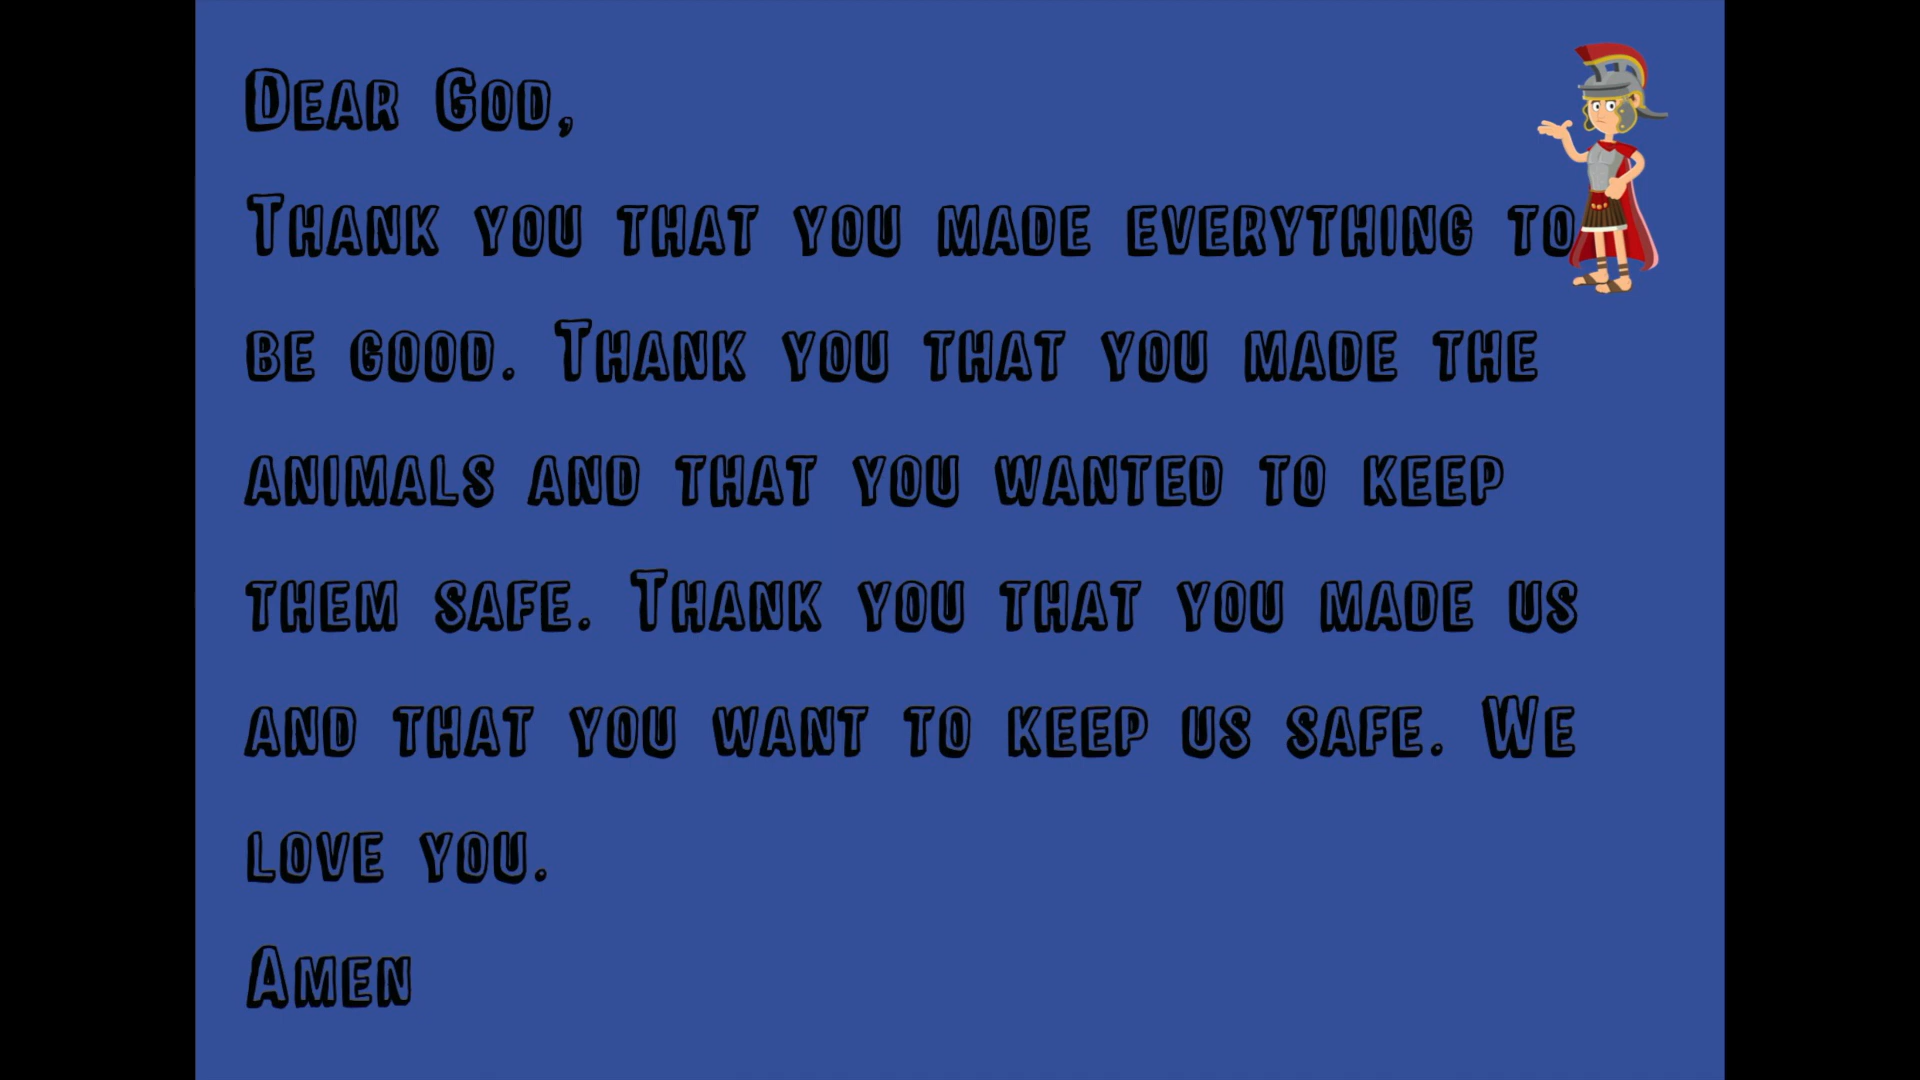 Dear God,
Thank you that you made everything to
be good. Thank you that you made the
animals and that you wanted to keep
them safe. Thank you that you made us
and that you want to keep us safe. We
love you.
Amen